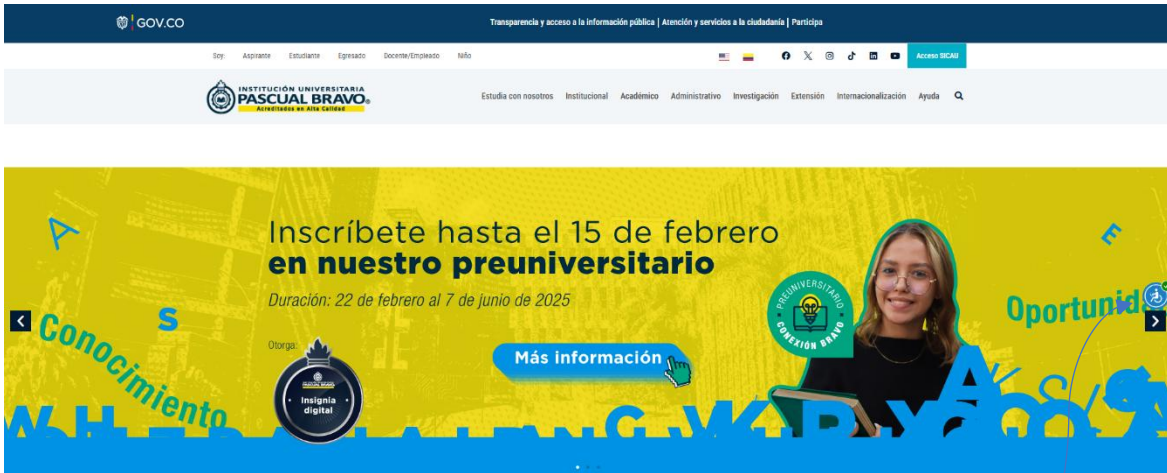 GOV.CO
Transparencia y acceso a la información pública | Atención y servicios a la ciudadanía | Participa
Soy: Aspirante Estudiante Egresado Docente/Empleado Niño
Acceso SICAU
INSTITUCIÓN UNIVERSITARIA
PASCUAL BRAVO®
Acreditados en Alta Calidad
Estudia con nosotros Institucional Académico Administrativo Investigación Extensión Internacionalización Ayuda
Inscríbete hasta el 15 de febrero
en nuestro preuniversitario
Duración: 22 de febrero al 7 de junio de 2025
Otorga:
Insignia
digital
Más información
PREUNIVERSITARIO
CONEXIÓN BRAVO
Conocimiento
Oportunida
A
S
E